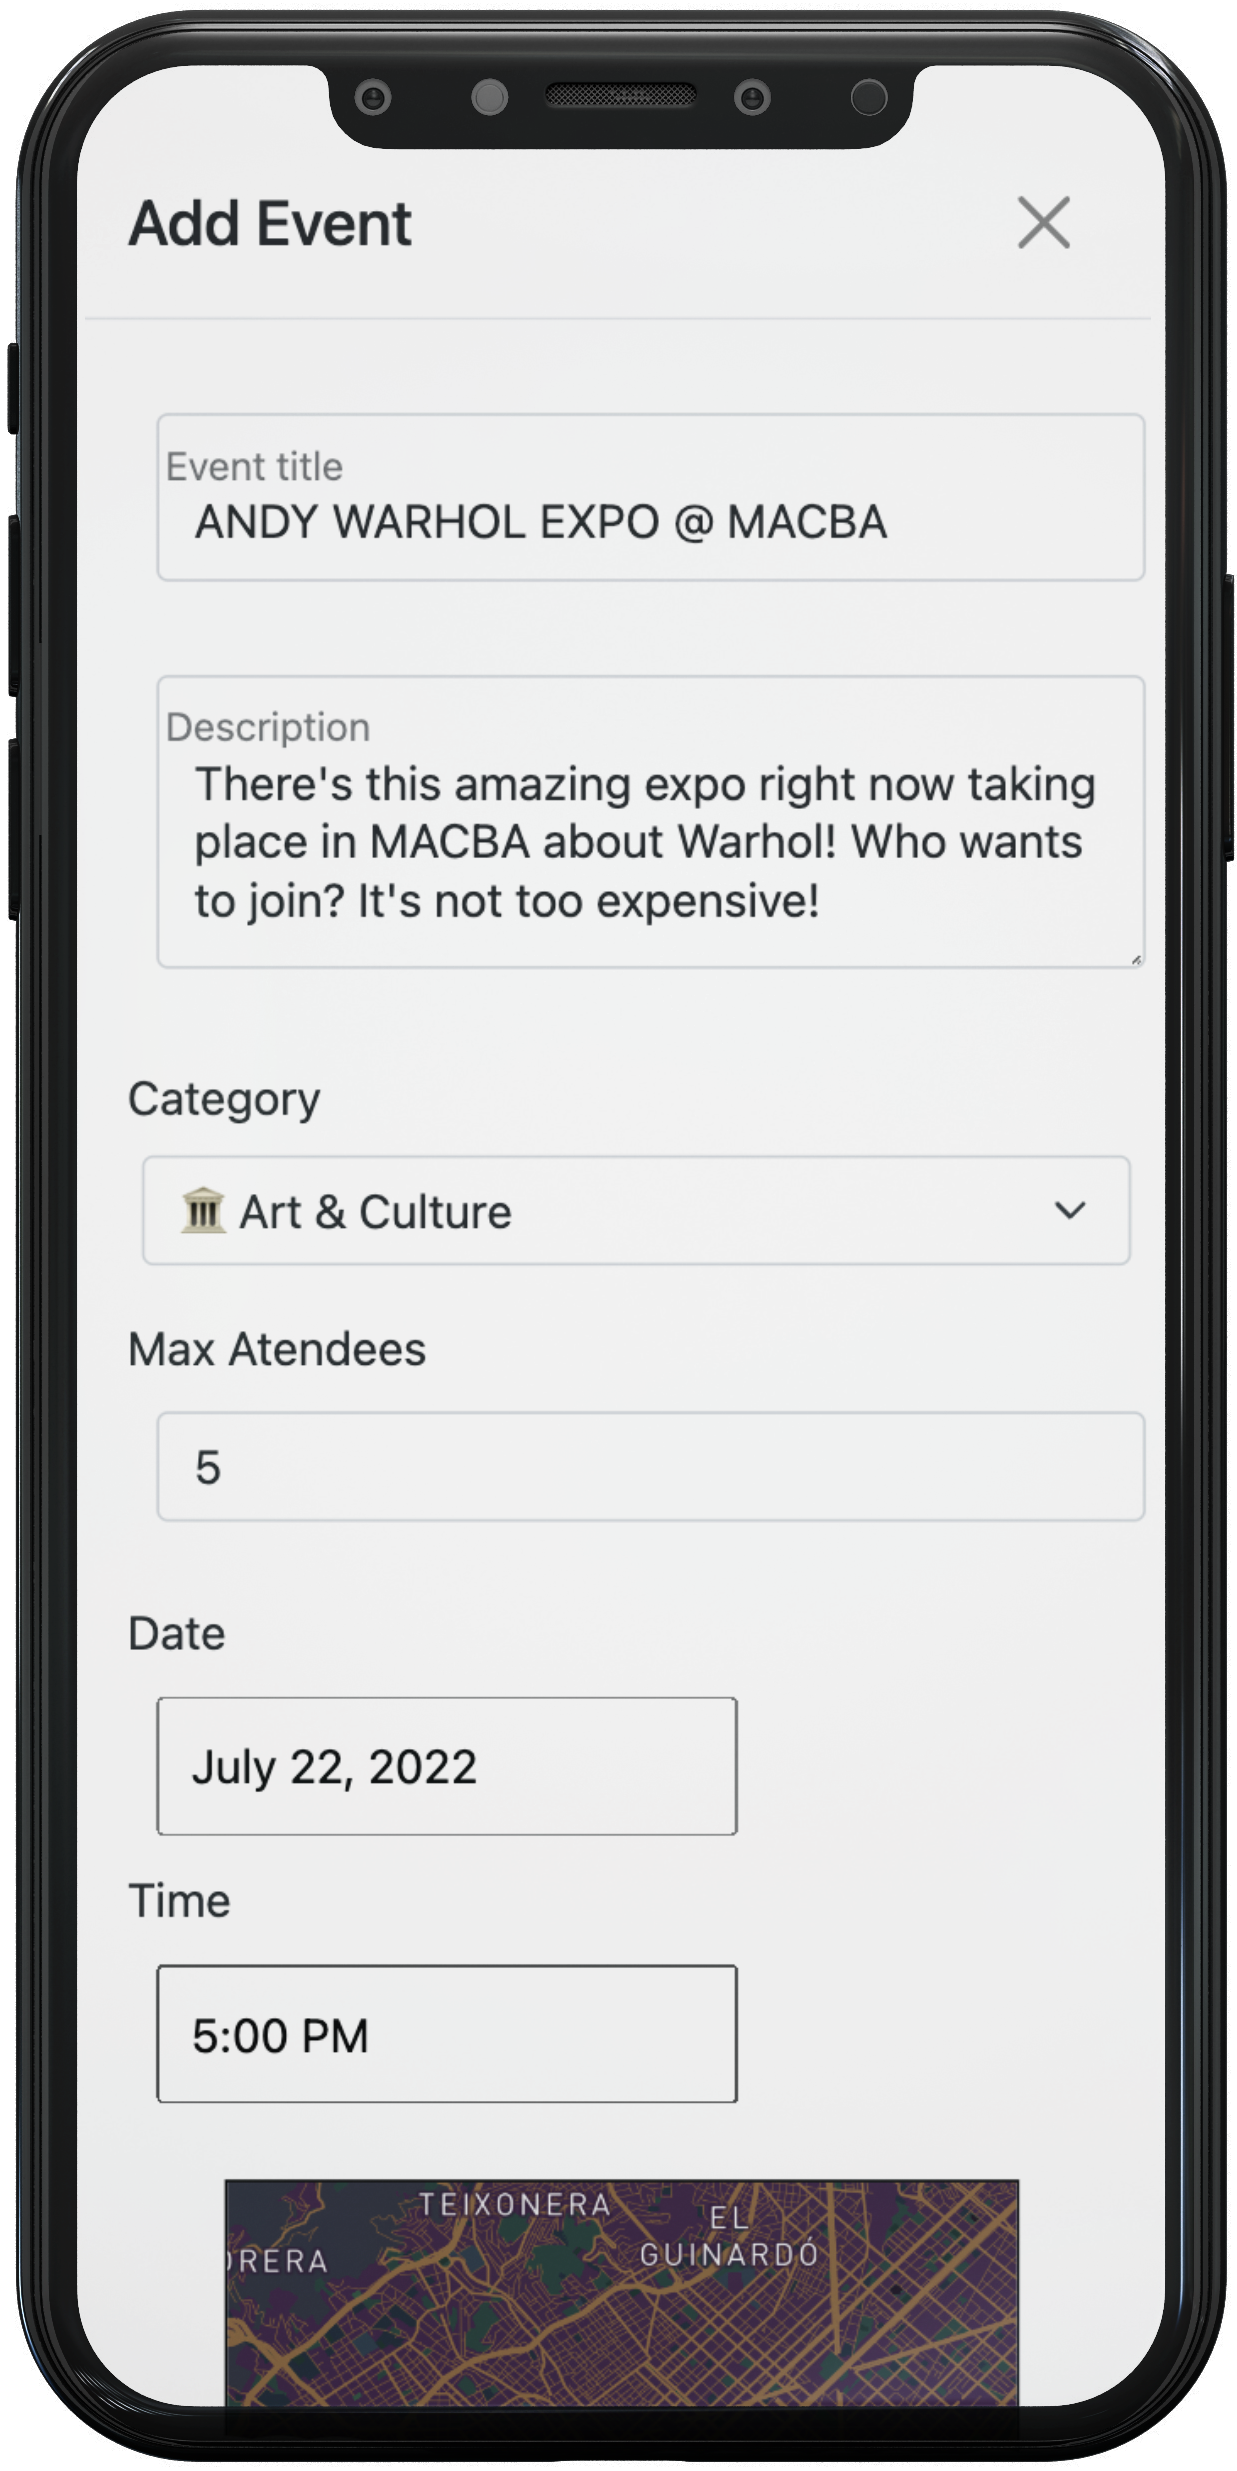 Add Event
Event title
ANDY WARHOL EXPO @ MACBA
Description
There's this amazing expo right now taking
place in MACBA about Warhol! Who wants
to join? It's not too expensive!
Category
Art & Culture
Max Atendees
5
Date
July 22, 2022
Time
5:00 PM
TEIXONERA
EL
GUINARDÓ